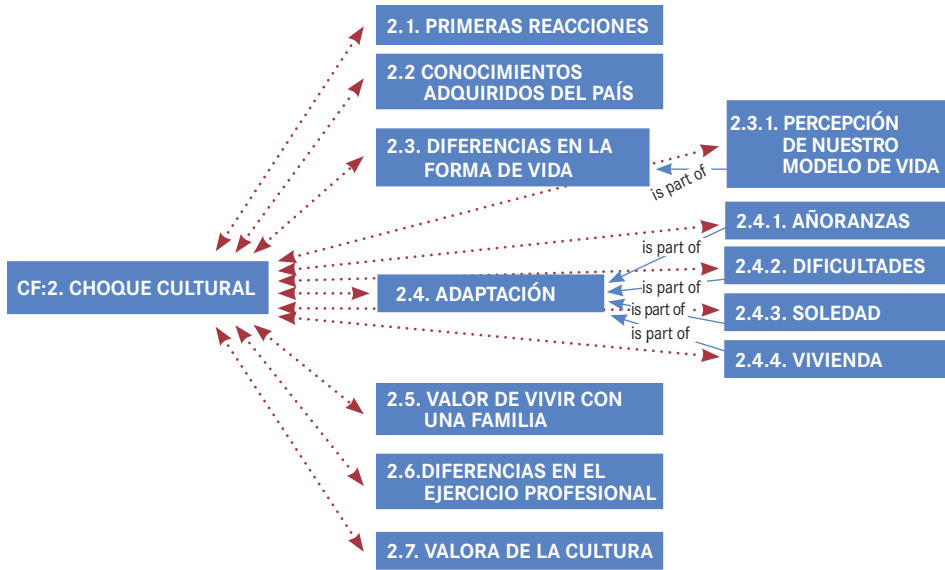 2.1. PRIMERAS REACCIONES
2.2 CONOCIMIENTOS
ADQUIRIDOS DEL PAÍS
2.3. DIFERENCIAS EN LA
FORMA DE VIDA
2.3.1. PERCEPCIÓN
DE NUESTRO
MODELO DE VIDA
is part of
2.4.1. AÑORANZAS
is part of
2.4.2. DIFICULTADES
CF:2. CHOQUE CULTURAL
2.4. ADAPTACIÓN
is part of
2.4.3. SOLEDAD
is part of
is part of
2.4.4. VIVIENDA
2.5. VALOR DE VIVIR CON
UNA FAMILIA
2.6.DIFERENCIAS EN EL
EJERCICIO PROFESIONAL
2.7. VALORA DE LA CULTURA